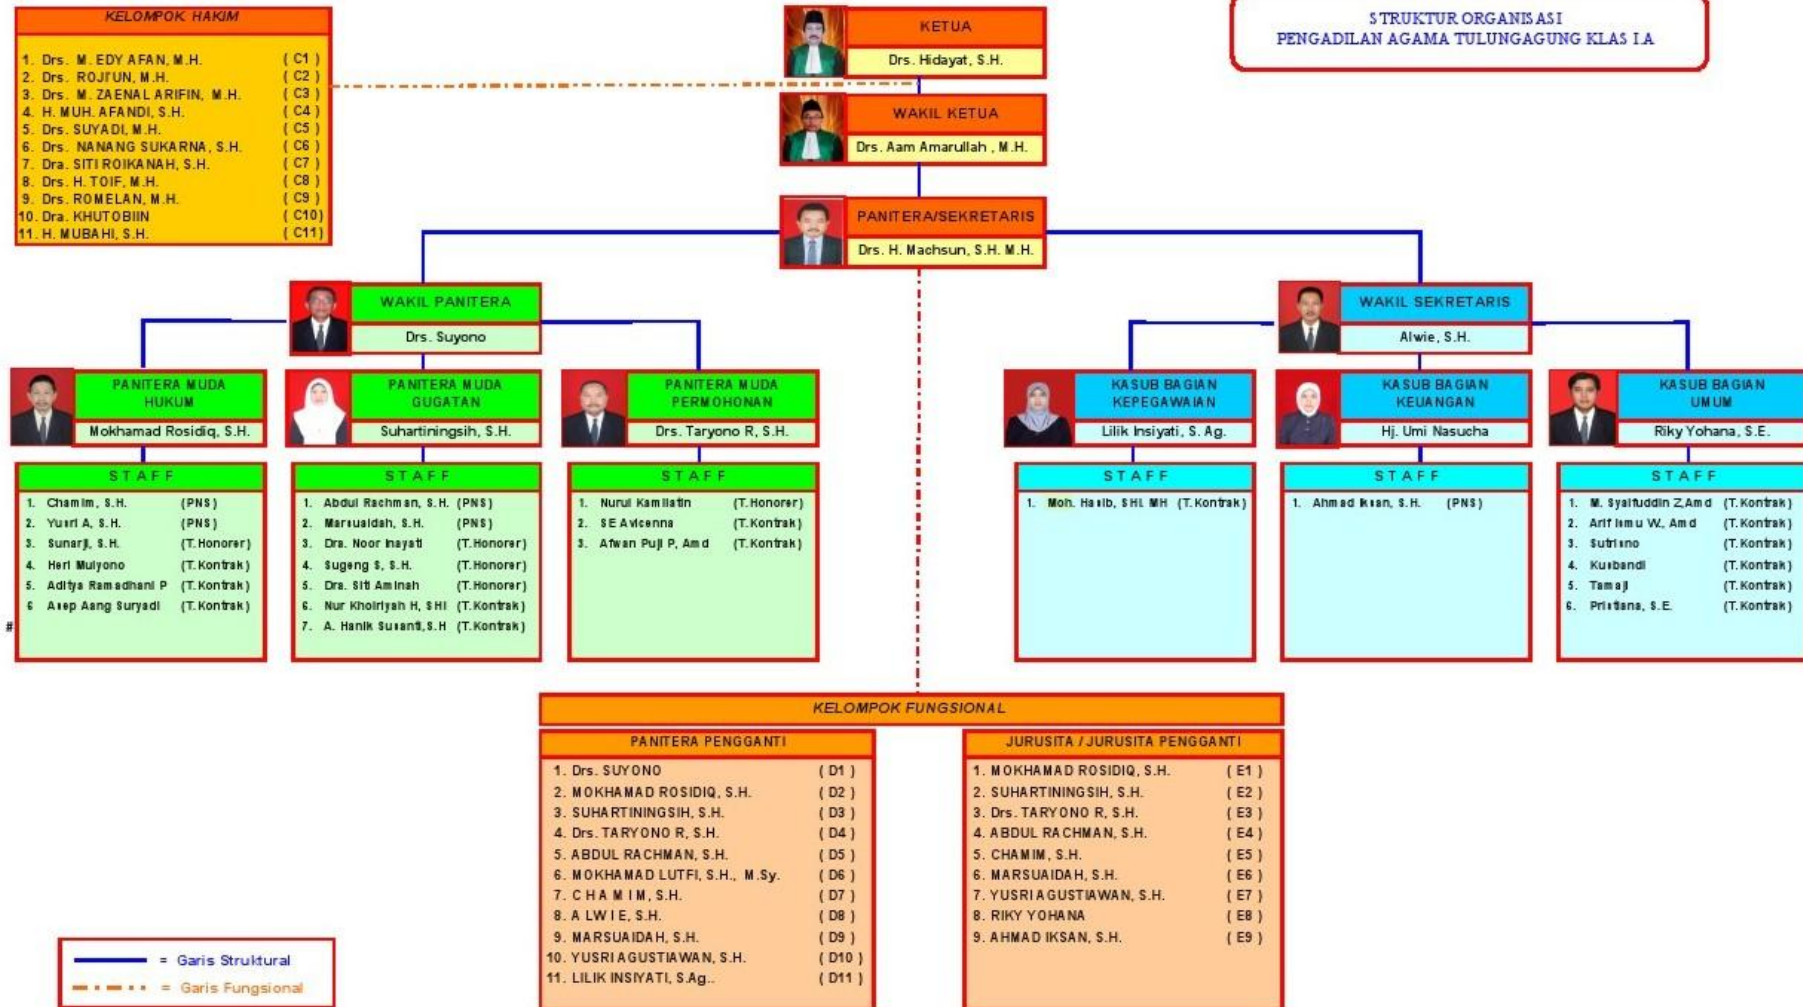 STRUKTUR ORGANISASI
PENGADILAN AGAMA TULUNGAGUNG KLAS I.A
KELOMPOK HAKIM
1. Drs. M. EDY AFAN, M.H. ( C1 )
2. Drs. ROJI'UN, M.H. ( C2 )
3. Drs. M. ZAENAL ARIFIN, M.H. ( C3 )
4. H. MUH. AFANDI, S.H. ( C4 )
5. Drs. SUYADI, M.H. ( C5 )
6. Drs. NANANG SUKARNA, S.H. ( C6 )
7. Dra. SITI ROIKANAH, S.H. ( C7 )
8. Drs. H. TOIF, M.H. ( C8 )
9. Drs. ROMELAN, M.H. ( C9 )
10. Dra. KHUTOBIIN ( C10)
11. H. MUBAHI, S.H. ( C11)
KETUA
Drs. Hidayat, S.H.
WAKIL KETUA
Drs. Aam Amarullah , M.H.
PANITERA/SEKRETARIS
Drs. H. Machsun, S.H. M.H.
WAKIL PANITERA
Drs. Suyono
WAKIL SEKRETARIS
Alwie, S.H.
PANITERA MUDA
HUKUM
Mokhamad Rosidiq, S.H.
PANITERA MUDA
GUGATAN
Suhartiningsih, S.H.
PANITERA MUDA
PERMOHONAN
Drs. Taryono R, S.H.
KASUB BAGIAN
KEPEGAWAIAN
Lilik Insiyati, S. Ag.
KASUB BAGIAN
KEUANGAN
Hj. Umi Nasucha
KASUB BAGIAN
UMUM
Riky Yohana, S.E.
STAFF
1. Chamim, S.H. (PNS)
2. Yusri A, S.H. (PNS)
3. Sunarji, S.H. (T.Honorer)
4. Heri Mulyono (T.Kontrak)
5. Aditya Ramadhani P (T.Kontrak)
6 Asep Aang Suryadi (T.Kontrak)
#
STAFF
1. Abdul Rachman, S.H. (PNS)
2. Marsuaidah, S.H. (PNS)
3. Dra. Noor Inayati (T.Honorer)
4. Sugeng S, S.H. (T.Honorer)
5. Dra. Siti Aminah (T.Honorer)
6. Nur Khoiriyah H, SHI (T.Kontrak)
7. A. Hanik Susanti,S.H (T.Kontrak)
STAFF
1. Nurul Kamilatin (T.Honorer)
2. SE Avicenna (T.Kontrak)
3. Afwan Puji P, Amd (T.Kontrak)
STAFF
1. Moh. Hasib, SHI. MH (T.Kontrak)
STAFF
1. Ahmad Iksan, S.H. (PNS)
STAFF
1. M. Syaifuddin Z,Amd (T.Kontrak)
2. Arif Ismu W., Amd (T.Kontrak)
3. Sutrisno (T.Kontrak)
4. Kusbandi (T.Kontrak)
5. Tamaji (T.Kontrak)
6. Pristiana, S.E. (T.Kontrak)
KELOMPOK FUNGSIONAL
PANITERA PENGGANTI
1. Drs. SUYONO ( D1 )
2. MOKHAMAD ROSIDIQ, S.H. ( D2 )
3. SUHARTININGSIH, S.H. ( D3 )
4. Drs. TARYONO R, S.H. ( D4 )
5. ABDUL RACHMAN, S.H. ( D5 )
6. MOKHAMAD LUTFI, S.H., M.Sy. ( D6 )
7. C H A M I M, S.H. ( D7 )
8. A L W I E, S.H. ( D8 )
9. MARSUAIDAH, S.H. ( D9 )
10. YUSRI AGUSTIAWAN, S.H. ( D10 )
11. LILIK INSIYATI, S.Ag.. ( D11 )
JURUSITA / JURUSITA PENGGANTI
1. MOKHAMAD ROSIDIQ, S.H. ( E1 )
2. SUHARTININGSIH, S.H. ( E2 )
3. Drs. TARYONO R, S.H. ( E3 )
4. ABDUL RACHMAN, S.H. ( E4 )
5. CHAMIM, S.H. ( E5 )
6. MARSUAIDAH, S.H. ( E6 )
7. YUSRI AGUSTIAWAN, S.H. ( E7 )
8. RIKY YOHANA ( E8 )
9. AHMAD IKSAN, S.H. ( E9 )
= Garis Struktural
= Garis Fungsional